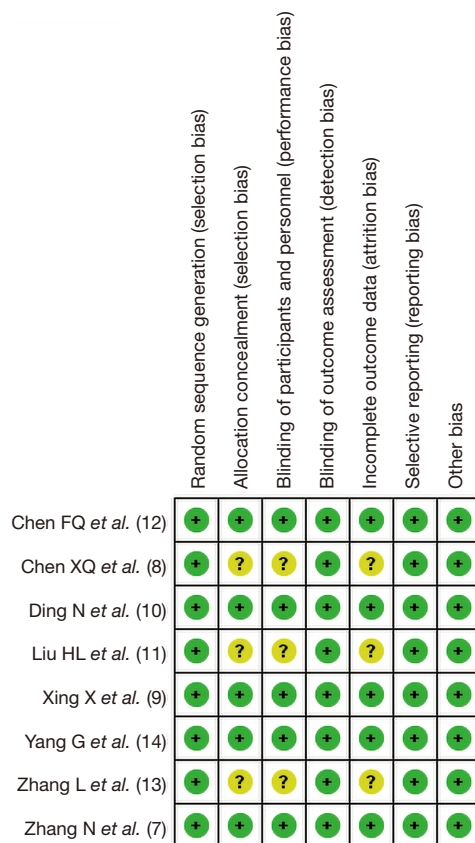 Random sequence generation (selection bias)
Allocation concealment (selection bias)
Blinding of participants and personnel (performance bias)
Blinding of outcome assessment (detection bias)
Incomplete outcome data (attrition bias)
Selective reporting (reporting bias)
Other bias
Chen FQ et al. (12) + + + + + + +
Chen XQ et al. (8) + ? ? + ? + +
Ding N et al. (10) + + + + + + +
Liu HL et al. (11) + ? ? + ? + +
Xing X et al. (9) + + + + + + +
Yang G et al. (14) + + + + + + +
Zhang L et al. (13) + ? ? + ? + +
Zhang N et al. (7) + + + + + + +